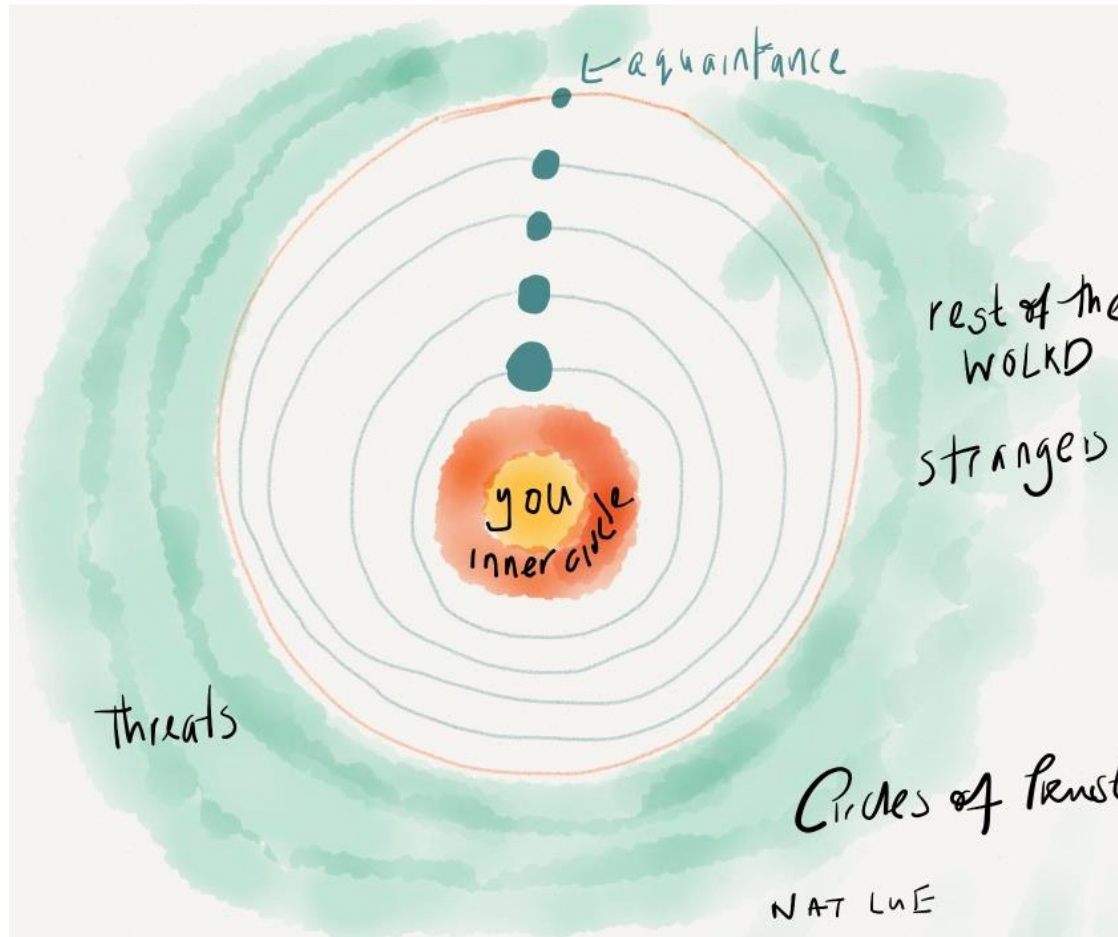 aquaintance
rest of the
WORLD
strangers
you
inner circle
threats
Circles of Trust
NAT LUE